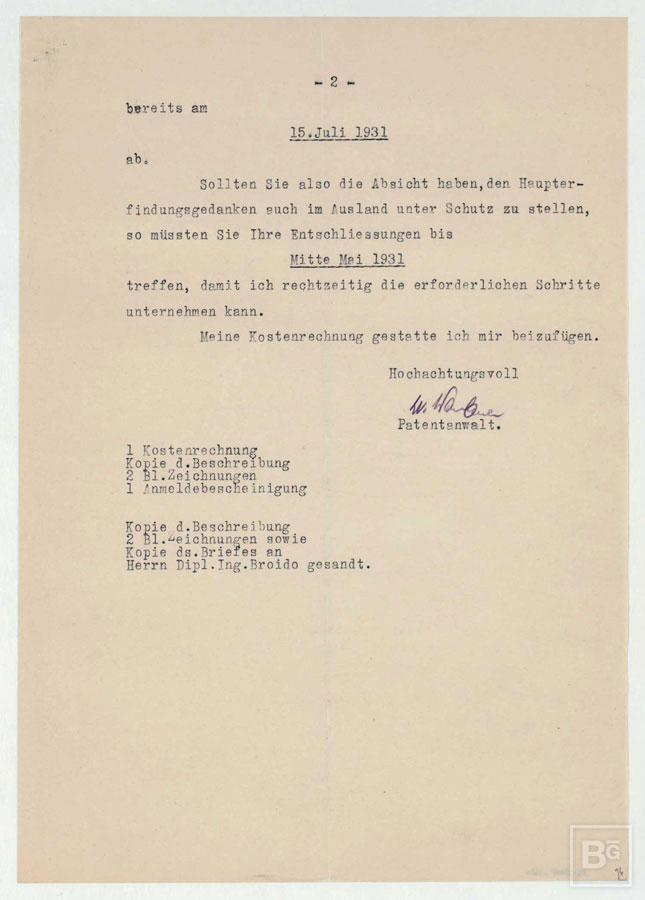 - 2 -
bereits am
15.Juli 1931
ab.
Sollten Sie also die Absicht haben,den Haupter-
findungsgedanken auch im Ausland unter Schutz zu stellen,
so müssten Sie Ihre Entschliessungen bis
Mitte Mai 1931
treffen, damit ich rechtzeitig die erforderlichen Schritte
unternehmen kann.
Meine Kostenrechnung gestatte ich mir beizufügen.
Hochachtungsvoll
Patentanwalt.
1 Kostenrechnung
Kopie d.Beschreibung
2 Bl.Zeichnungen
1 Anmeldebescheinigung
Kopie d.Beschreibung
2 Bl.Zeichnungen sowie
Kopie ds.Briefes an
Herrn Dipl.Ing.Broido gesandt.
BG